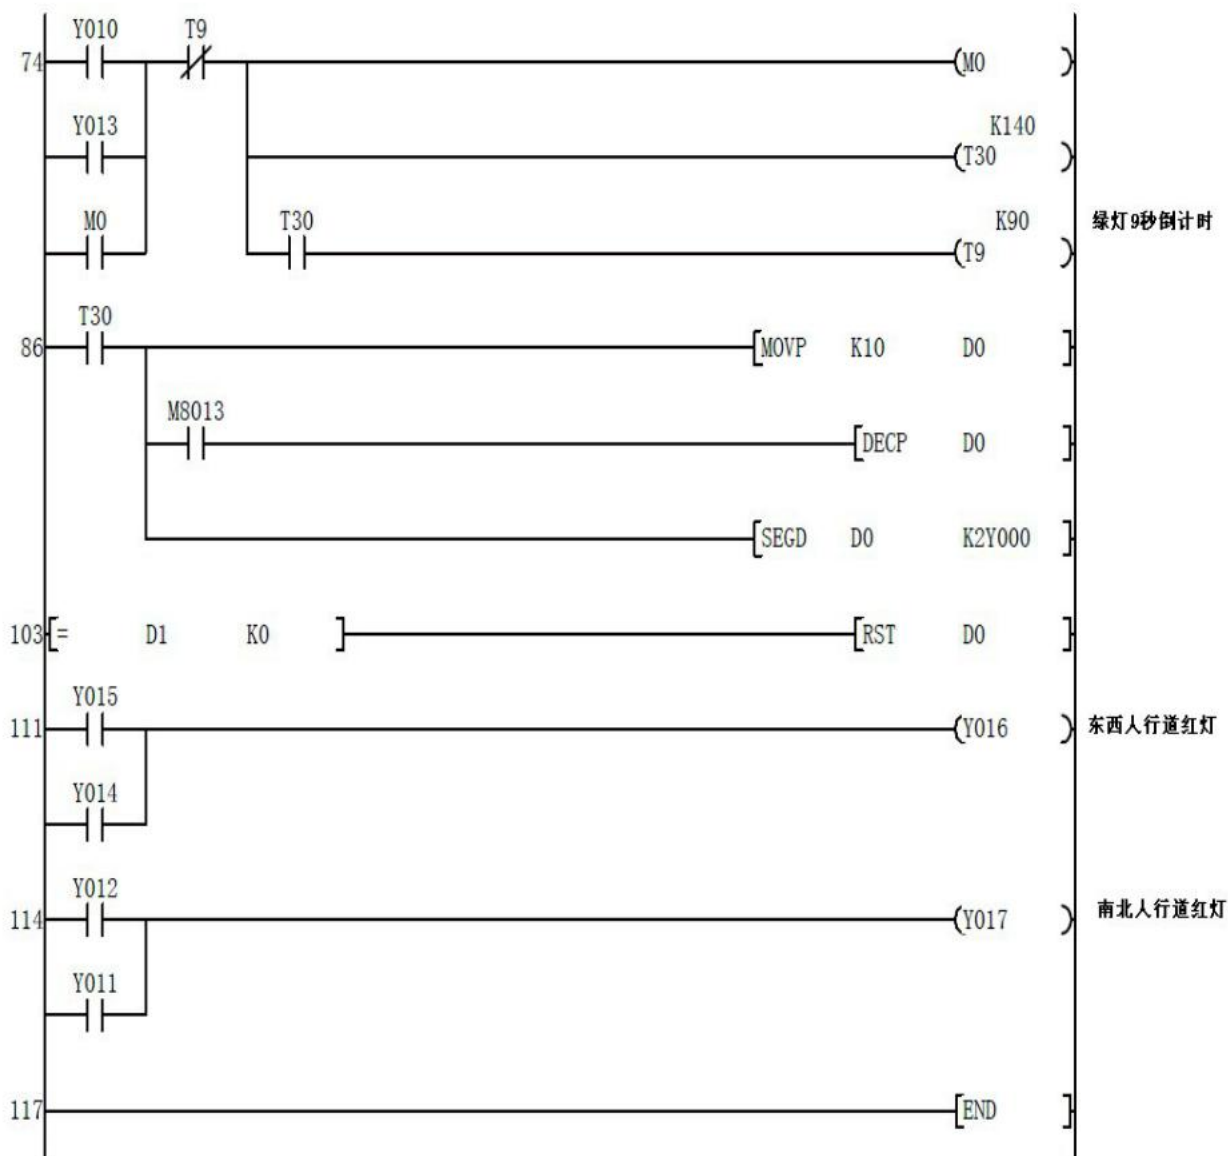 Y010 T9
74 (M0 )
Y013 K140
(T30 )
M0 T30 K90 绿灯9秒倒计时
(T9 )
T30
86 [MOVP K10 D0 ]
M8013
[DECP D0 ]
[SEGD D0 K2Y000 ]
103 [= D1 K0 ] [RST D0 ]
Y015
111 (Y016 ) 东西人行道红灯
Y014
Y012
114 (Y017 ) 南北人行道红灯
Y011
117 [END ]